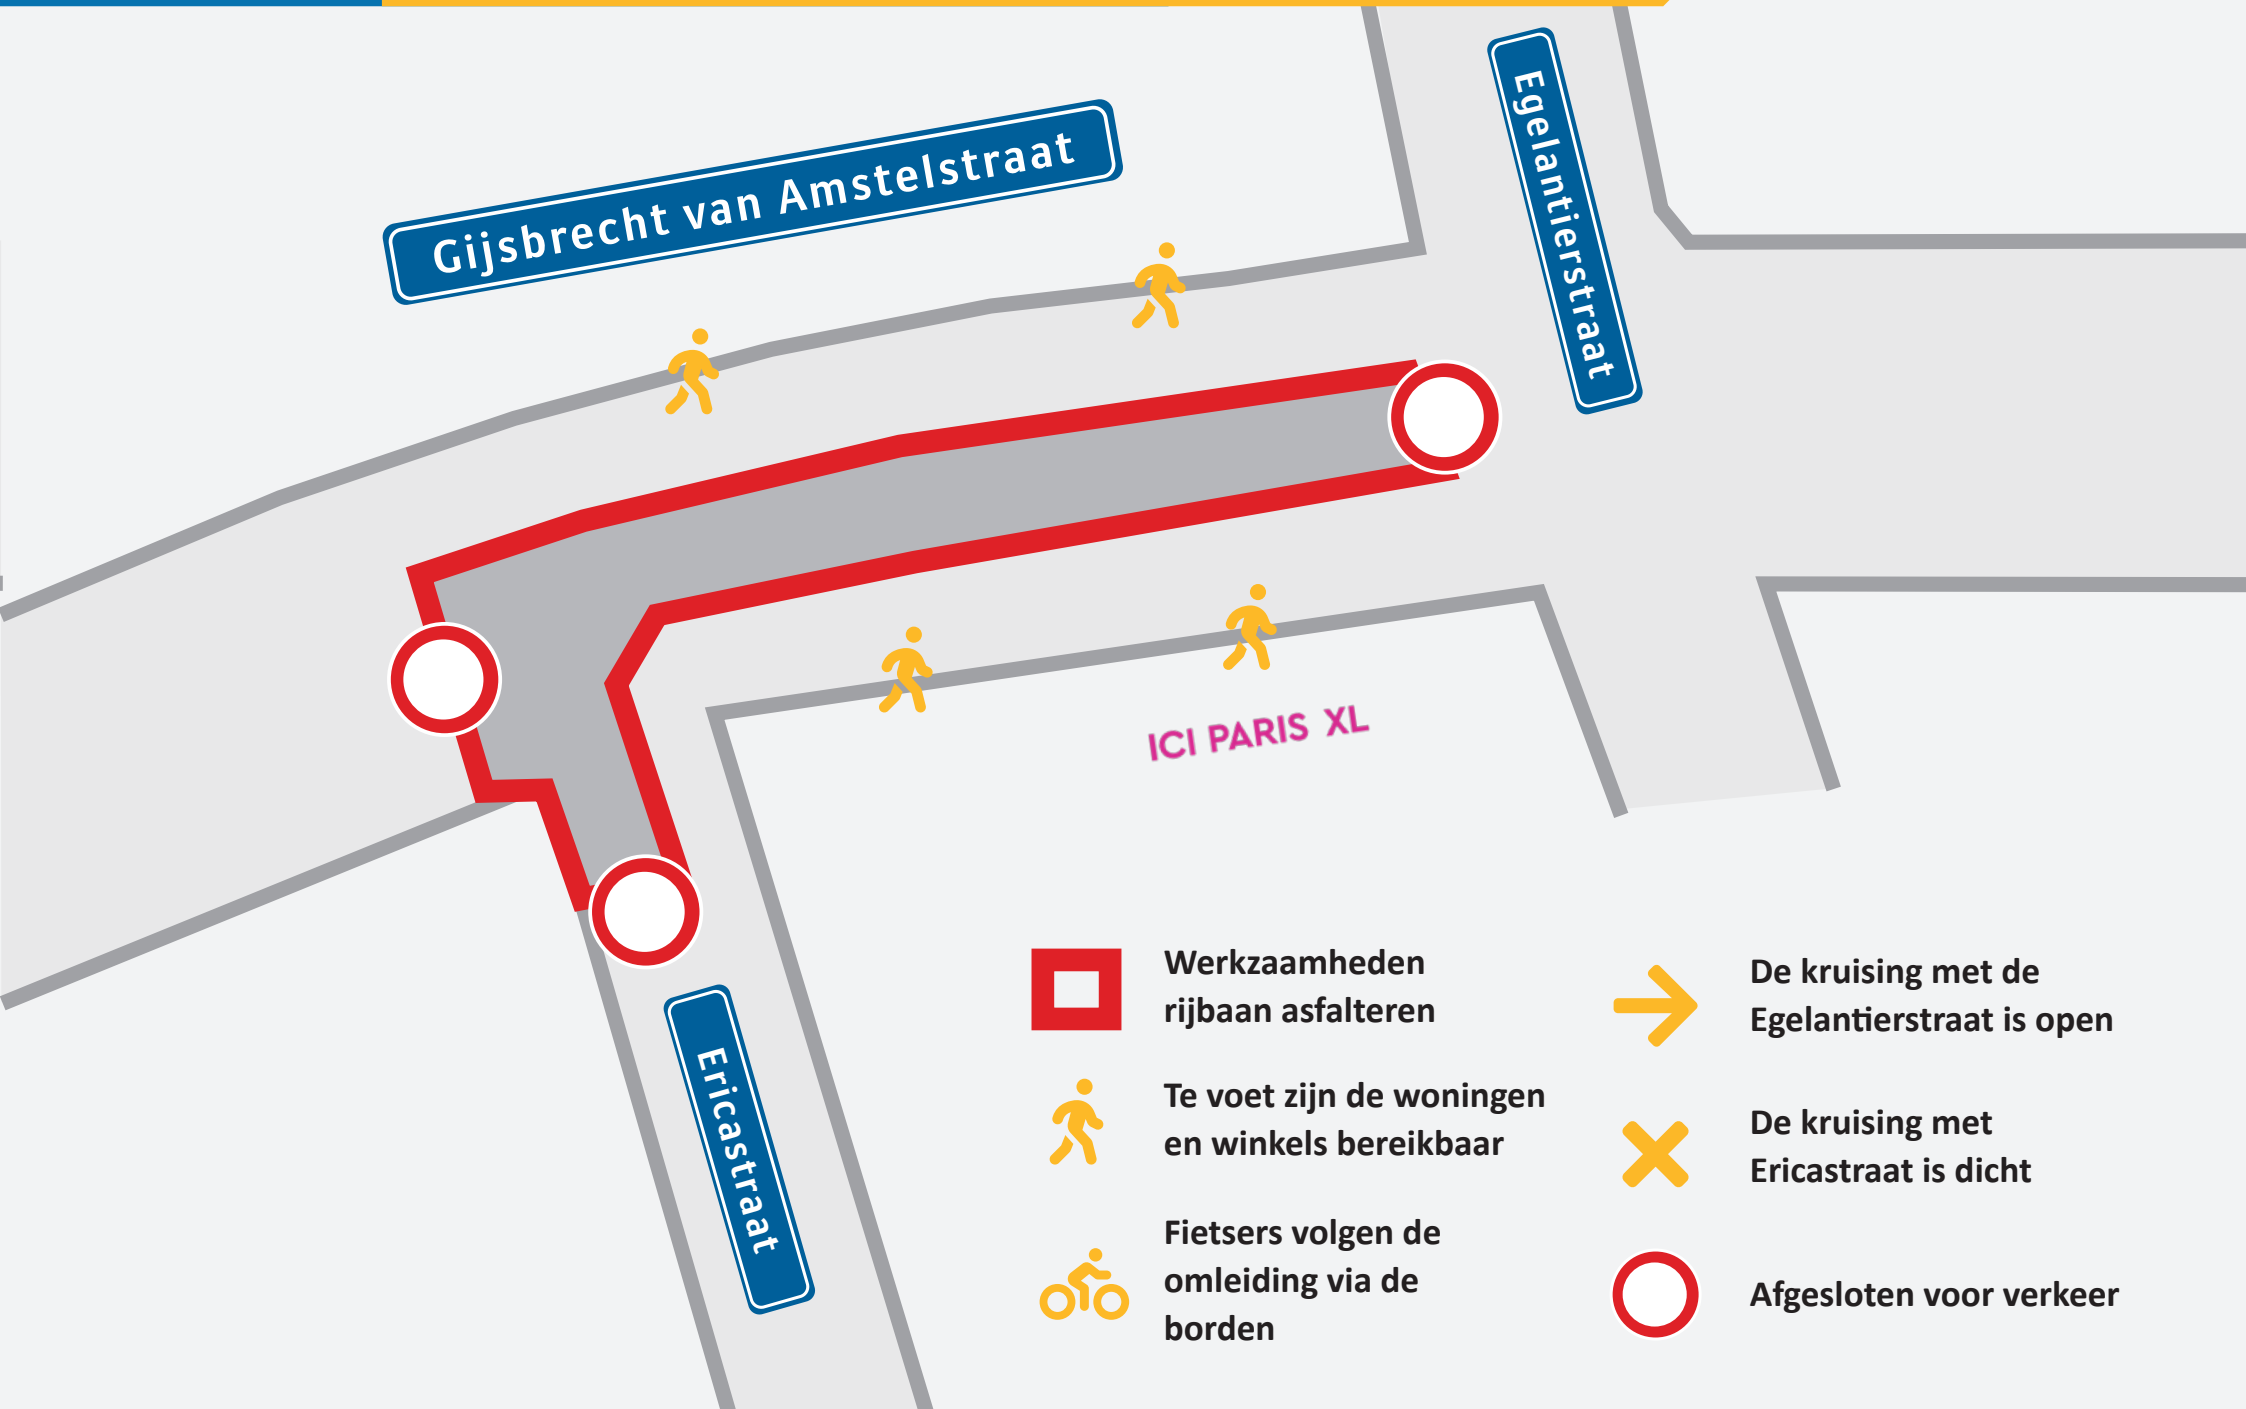 Gijsbrecht van Amstelstraat
Egelantierstraat
ICI PARIS XL
Ericastraat
Werkzaamheden
rijbaan asfalteren
Te voet zijn de woningen
en winkels bereikbaar
Fietsers volgen de
omleiding via de
borden
De kruising met de
Egelantierstraat is open
De kruising met
Ericastraat is dicht
Afgesloten voor verkeer